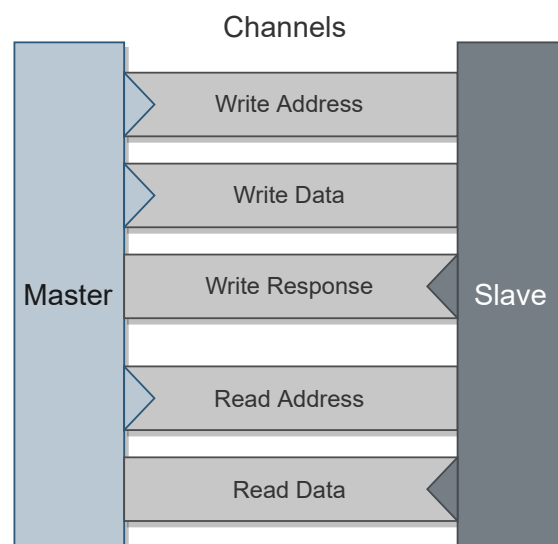 Channels
Write Address
Write Data
Master
Write Response
Slave
Read Address
Read Data